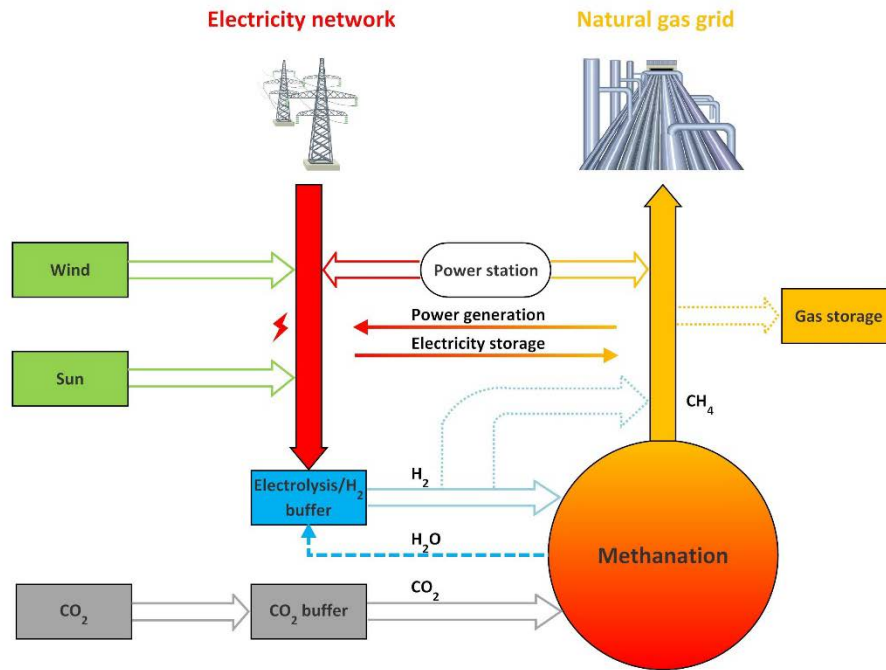 Electricity network
Natural gas grid
Wind
Power station
Power generation
Gas storage
Electricity storage
Sun
CH₄
H₂
Electrolysis/H₂
buffer
H₂O
Methanation
CO₂
CO₂
CO₂ buffer